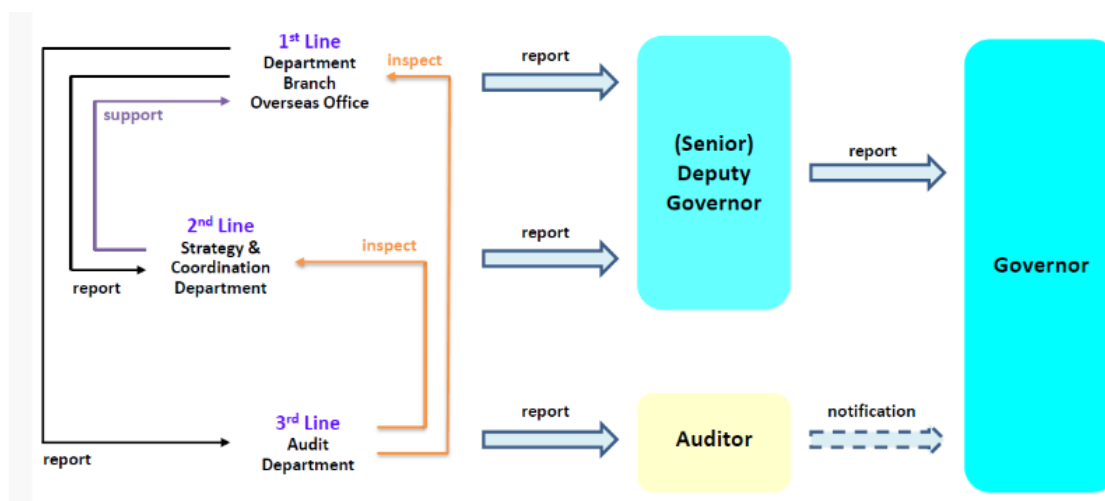 1st Line
Department
Branch
Overseas Office
inspect
support
report
2nd Line
Strategy &
Coordination
Department
inspect
report
3rd Line
Audit
Department
report
report
report
report
(Senior)
Deputy
Governor
report
Auditor
notification
Governor